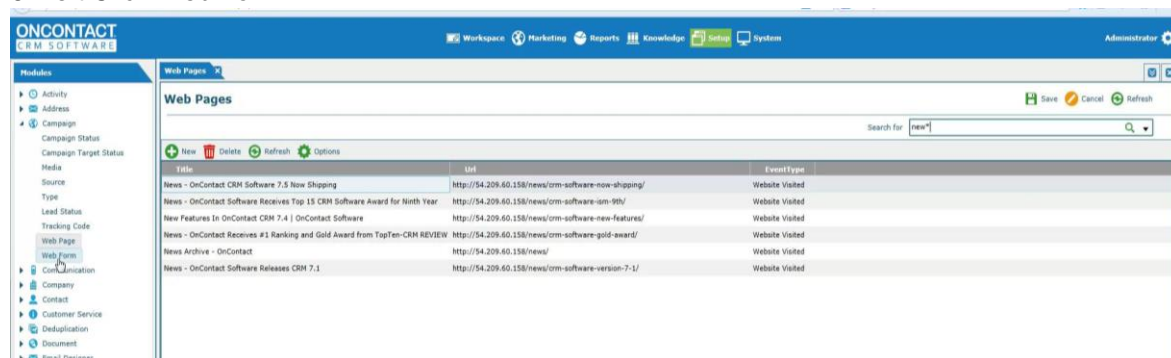 ONCONTACT
CRM SOFTWARE
Workspace Marketing Reports Knowledge Setup System
Administrator
Modules
Activity
Address
Campaign
Campaign Status
Campaign Target Status
Media
Source
Type
Lead Status
Tracking Code
Web Page
Web Form
Communication
Company
Contact
Customer Service
Deduplication
Document
Email Designer
Web Pages
Web Pages
Save Cancel Refresh
Search for new*
New Delete Refresh Options
Title Url EventType
News - OnContact CRM Software 7.5 Now Shipping http://54.209.60.158/news/crm-software-now-shipping/ Website Visited
News - OnContact Software Receives Top 15 CRM Software Award for Ninth Year http://54.209.60.158/news/crm-software-ism-9th/ Website Visited
New Features In OnContact CRM 7.4 | OnContact Software http://54.209.60.158/news/crm-software-new-features/ Website Visited
News - OnContact Receives #1 Ranking and Gold Award from TopTen-CRM REVIEW http://54.209.60.158/news/crm-software-gold-award/ Website Visited
News Archive - OnContact http://54.209.60.158/news/ Website Visited
News - OnContact Software Releases CRM 7.1 http://54.209.60.158/news/crm-software-version-7-1/ Website Visited